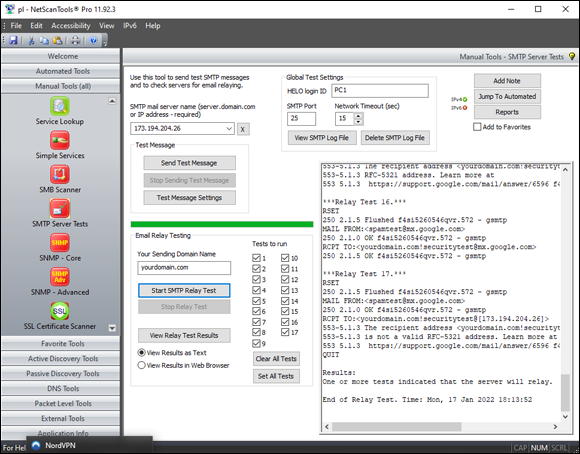 pl - NetScanTools® Pro 11.92.3
File Edit Accessibility View IPv6 Help
Welcome
Automated Tools
Manual Tools (all)
Service Lookup
Simple Services
SMB Scanner
SMTP Server Tests
SNMP
SNMP - Core
SNMP Adv
SNMP - Advanced
SSL
SSL Certificate Scanner
Favorite Tools
Active Discovery Tools
Passive Discovery Tools
DNS Tools
Packet Level Tools
External Tools
Application Info
Manual Tools - SMTP Server Tests
Use this tool to send test SMTP messages
and to check servers for email relaying.
SMTP mail server name (server.domain.com
or IP address - required)
173.194.204.26
X
Test Message
Send Test Message
Stop Sending Test Message
Test Message Settings
Global Test Settings
HELO login ID PC1
SMTP Port Network Timeout (sec)
25 15
View SMTP Log File Delete SMTP Log File
IPv4
IPv6
Add Note
Jump To Automated
Reports
Add to Favorites
Email Relay Testing
Your Sending Domain Name
yourdomain.com
Start SMTP Relay Test
Stop Relay Test
View Relay Test Results
View Results as Text
View Results in Web Browser
Tests to run
1 10
2 11
3 12
4 13
5 14
6 15
7 16
8 17
9
Clear All Tests
Set All Tests
553-5.1.3 The recipient address <yourdomain.com!securityt
553-5.1.3 RFC-5321 address. Learn more at
553 5.1.3 https://support.google.com/mail/answer/6596 f4
***Relay Test 16.***
RSET
250 2.1.5 Flushed f4si5260546qvr.572 - gsmtp
MAIL FROM:<spamtest@mx.google.com>
250 2.1.0 OK f4si5260546qvr.572 - gsmtp
RCPT TO:<securitytest@mx.google.com>
250 2.1.5 OK f4si5260546qvr.572 - gsmtp
***Relay Test 17.***
RSET
250 2.1.5 Flushed f4si5260546qvr.572 - gsmtp
MAIL FROM:<spamtest@mx.google.com>
250 2.1.0 OK f4si5260546qvr.572 - gsmtp
RCPT TO:<yourdomain.com!securitytest@[173.194.204.26]>
553-5.1.3 The recipient address <yourdomain.com!securityt
553-5.1.3 is not a valid RFC-5321 address. Learn more at
553 5.1.3 https://support.google.com/mail/answer/6596 f4
QUIT
Results:
One or more tests indicated that the server will relay.
End of Relay Test. Time: Mon, 17 Jan 2022 18:13:52
For Hel
NordVPN
CAP NUM SCRL